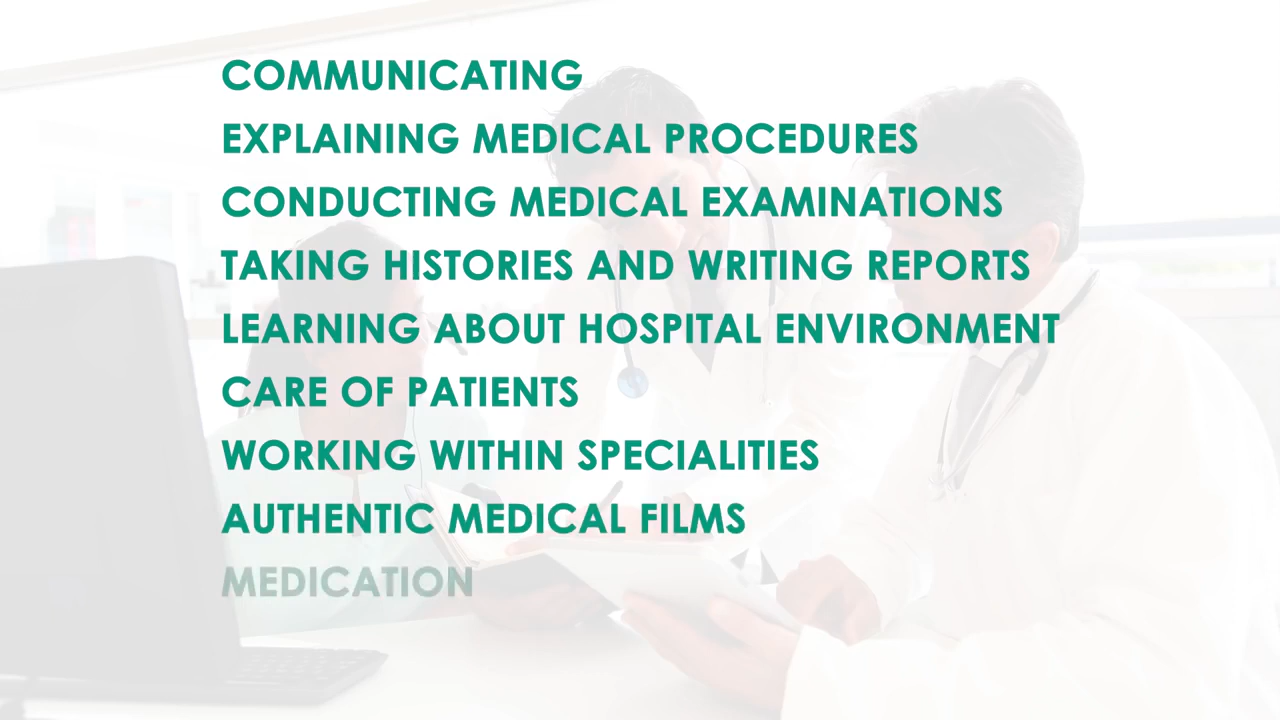 COMMUNICATING
EXPLAINING MEDICAL PROCEDURES
CONDUCTING MEDICAL EXAMINATIONS
TAKING HISTORIES AND WRITING REPORTS
LEARNING ABOUT HOSPITAL ENVIRONMENT
CARE OF PATIENTS
WORKING WITHIN SPECIALITIES
AUTHENTIC MEDICAL FILMS
MEDICATION